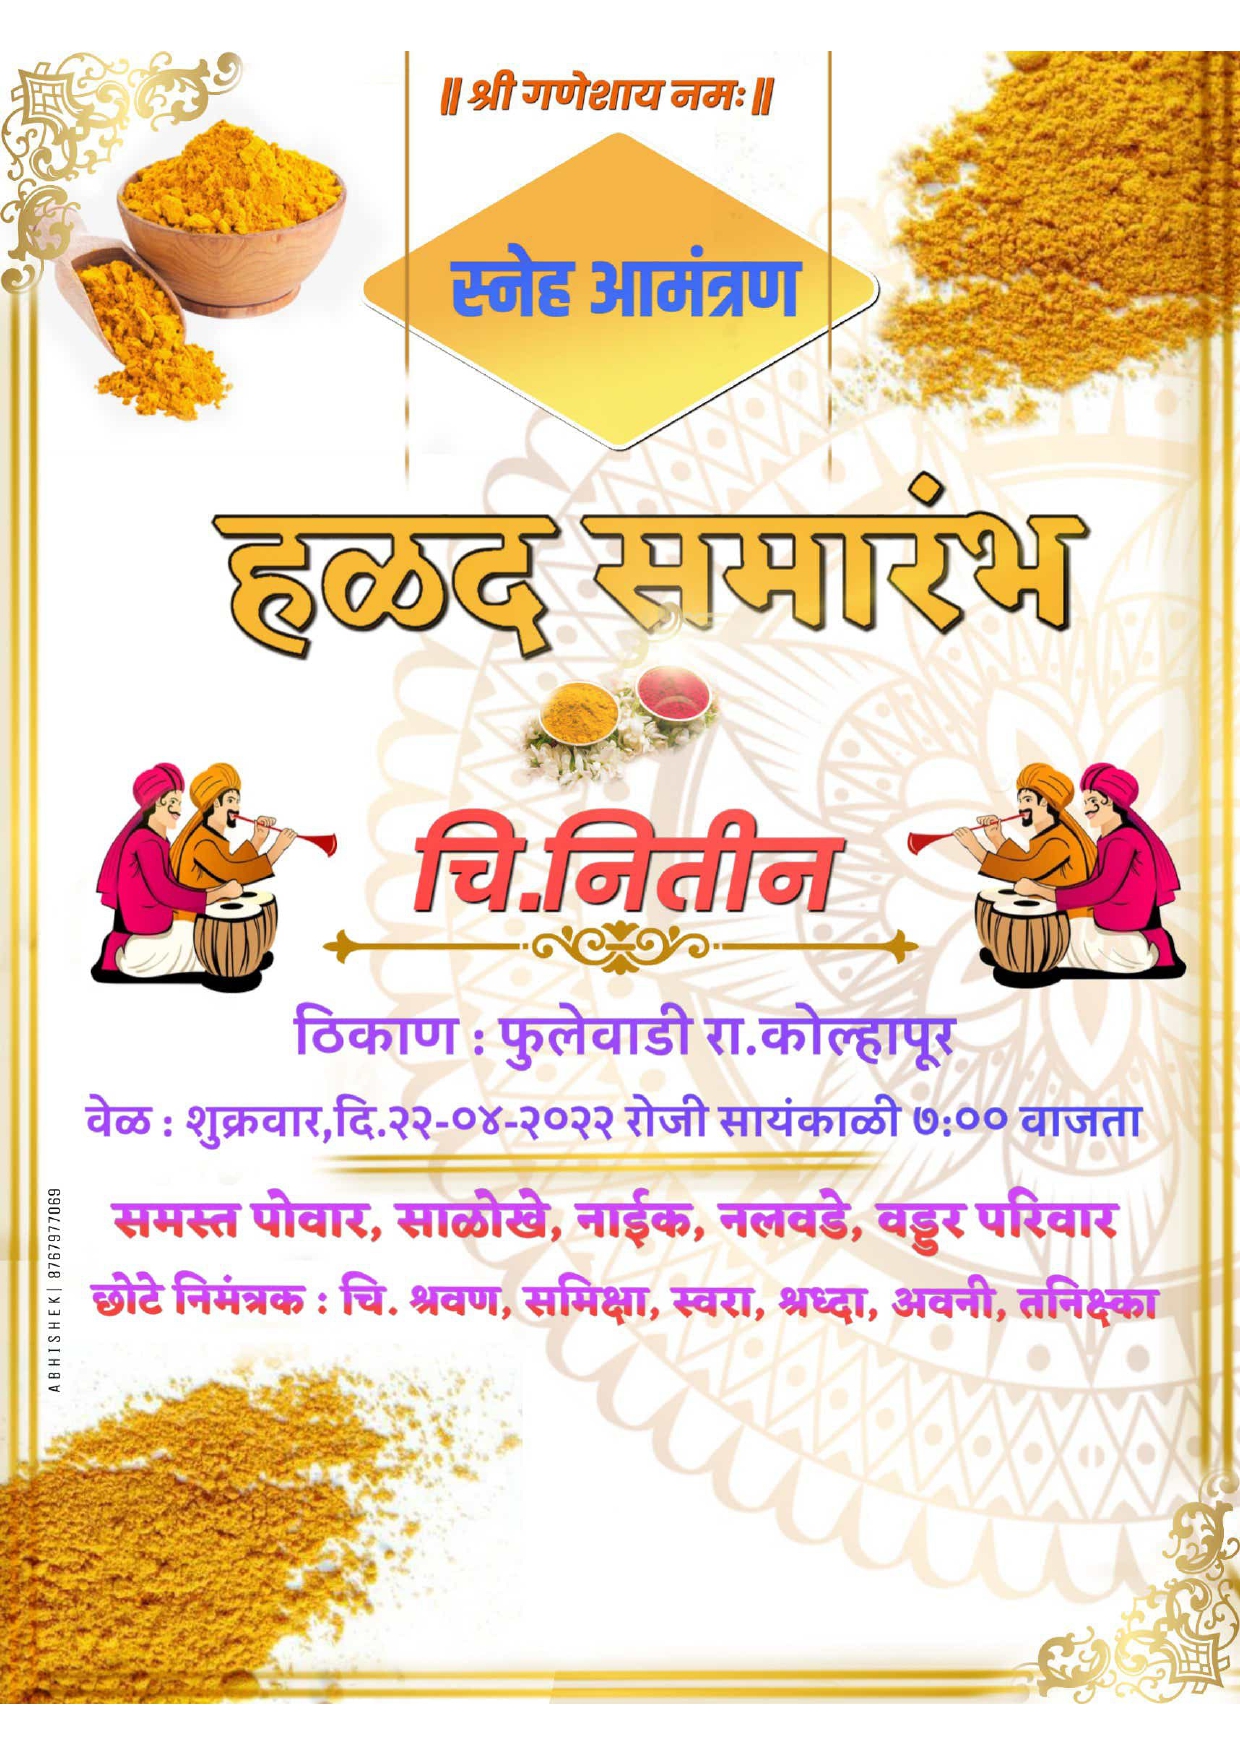 ॥ श्री गणेशाय नमः ॥
स्नेह आमंत्रण
हळद समारंभ
चि.नितीन
ठिकाण : फुलेवाडी रा.कोल्हापूर
वेळ : शुक्रवार,दि.२२-०४-२०२२ रोजी सायंकाळी ७:०० वाजता
समस्त पोवार, साळोखे, नाईक, नलवडे, वड्डर परिवार
छोटे निमंत्रक : चि. श्रवण, समिक्षा, स्वरा, श्रध्दा, अवनी, तनिक्ष्का
ABHISHEK| 8767977069